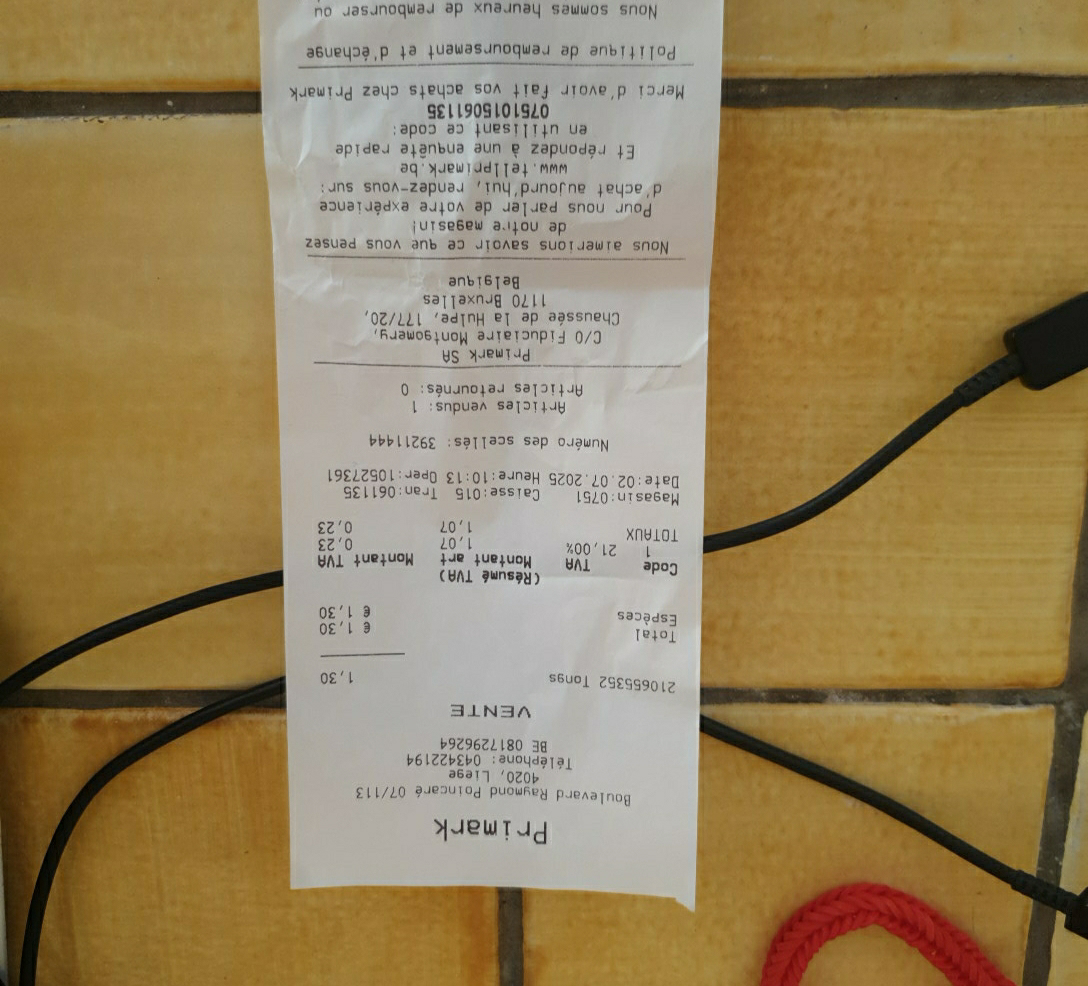 Primark
Boulevard Raymond Poincaré 07/113
4020, Liege
Téléphone: 043422194
BE 0817296264
VENTE
2106555352 Tongs 1,30
Total € 1,30
Espèces € 1,30
(Résumé TVA)
Code TVA Montant art Montant TVA
1 21,00% 1,07 0,23
TOTAUX 1,07 0,23
Magasin:0751 Caisse:015 Tran:061135
Date:02.07.2025 Heure:10:13 Oper:10527361
Numéro des scellés: 39211444
Articles vendus: 1
Articles retournés: 0
Primark SA
C/O Fiduciaire Montgomery,
Chaussée de la Hulpe, 177/20,
1170 Bruxelles
Belgique
Nous aimerions savoir ce que vous pensez
de notre magasin!
Pour nous parler de votre expérience
d'achat aujourd'hui, rendez-vous sur:
www.tellprimark.be
Et répondez à une enquête rapide
en utilisant ce code:
0751015061135
Merci d'avoir fait vos achats chez Primark
Politique de remboursement et d'échange
Nous sommes heureux de rembourser ou